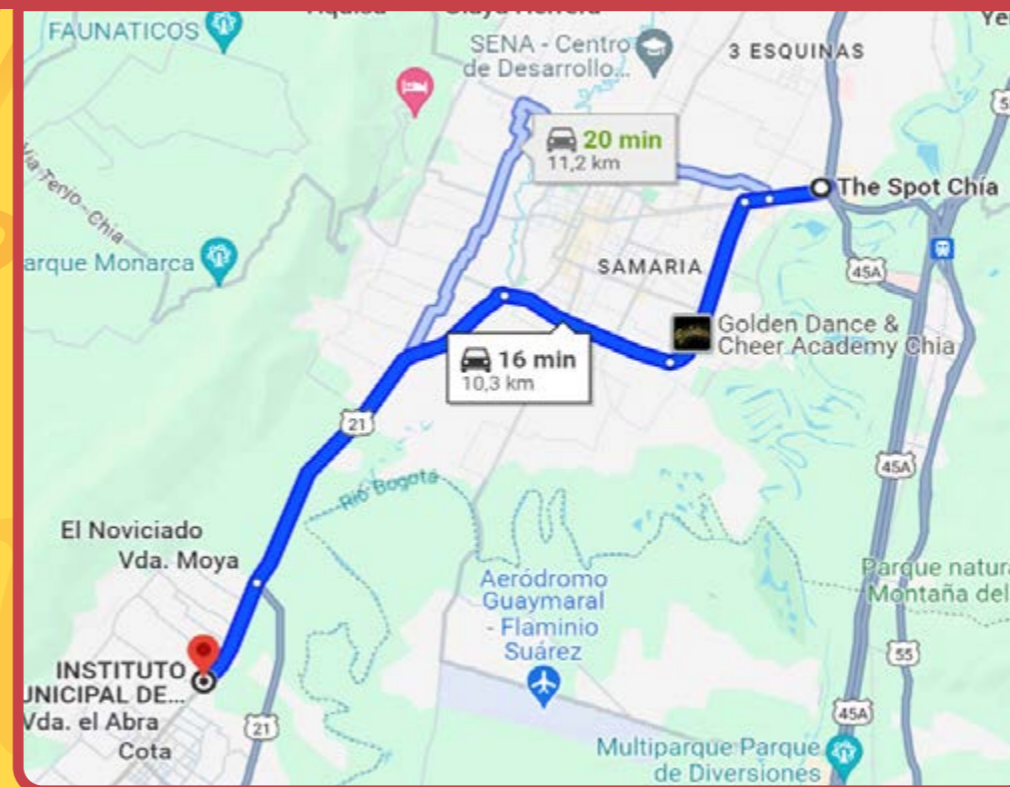 FAUNATICOS
SENA - Centro
de Desarrollo...
3 ESQUINAS
20 min
11,2 km
The Spot Chía
Vía Tenjo - Chia
arque Monarca
SAMARIA
45A
Golden Dance &
Cheer Academy Chia
16 min
10,3 km
21
45A
Río Bogotá
El Noviciado
Vda. Moya
Aeródromo
Guaymaral
- Flaminio
Suárez
Parque natura
Montaña del
55
INSTITUTO
UNICIPAL DE...
Vda. el Abra
Cota
21
45A
Multiparque Parque
de Diversiones